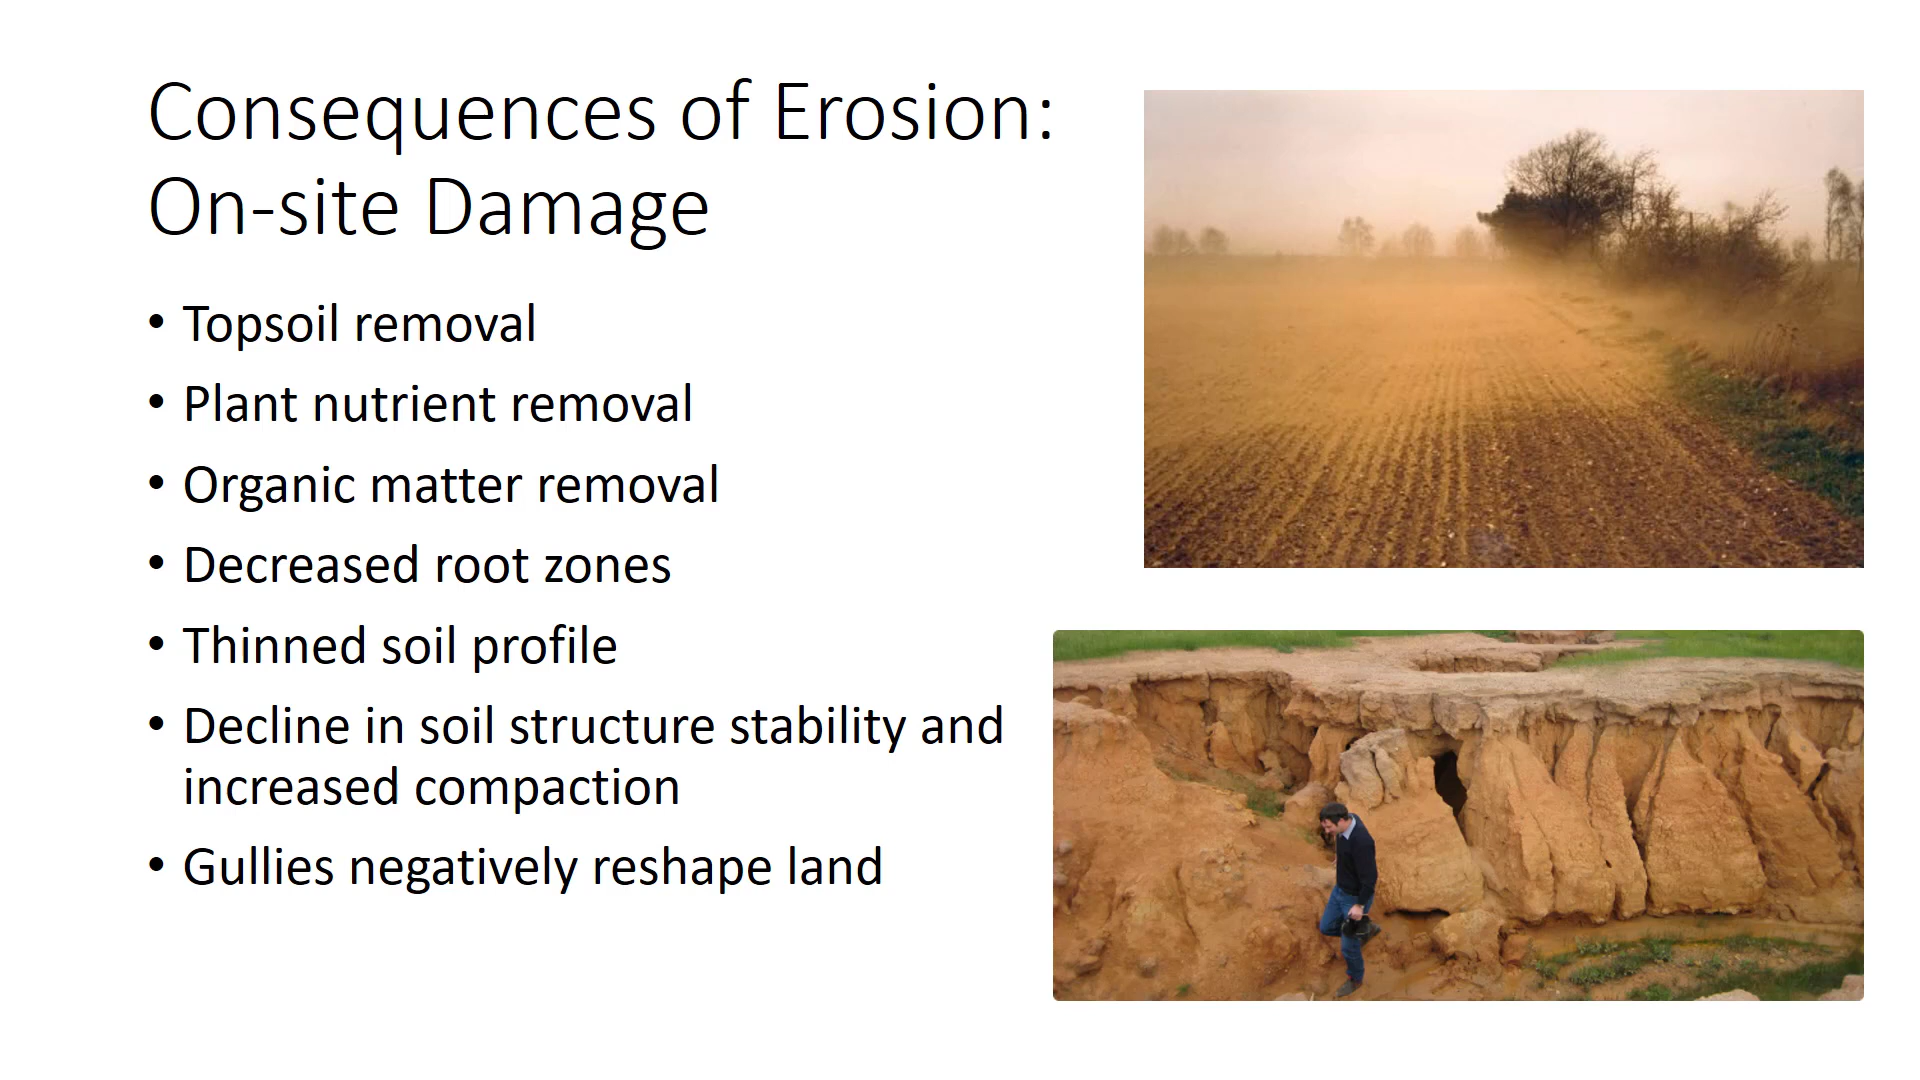 Consequences of Erosion:
On-site Damage
• Topsoil removal
• Plant nutrient removal
• Organic matter removal
• Decreased root zones
• Thinned soil profile
• Decline in soil structure stability and
increased compaction
• Gullies negatively reshape land